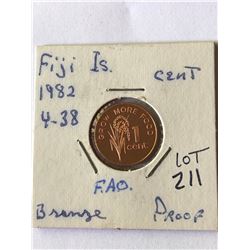 Fiji Is. cent
1982
4-38
GROW MORE FOOD
1
cent
LOT
211
F.A.O.
Bronze Proof